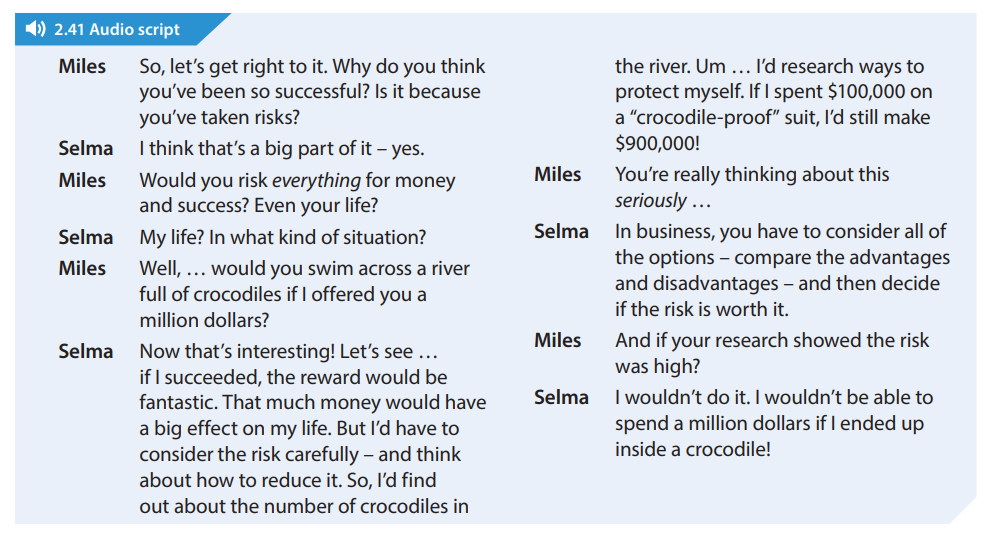 2.41 Audio script
Miles So, let's get right to it. Why do you think
you've been so successful? Is it because
you've taken risks?
Selma I think that's a big part of it – yes.
Miles Would you risk everything for money
and success? Even your life?
Selma My life? In what kind of situation?
Miles Well, … would you swim across a river
full of crocodiles if I offered you a
million dollars?
Selma Now that's interesting! Let's see …
if I succeeded, the reward would be
fantastic. That much money would have
a big effect on my life. But I'd have to
consider the risk carefully – and think
about how to reduce it. So, I'd find
out about the number of crocodiles in
the river. Um … I'd research ways to
protect myself. If I spent $100,000 on
a “crocodile-proof” suit, I'd still make
$900,000!
Miles You're really thinking about this
seriously …
Selma In business, you have to consider all of
the options – compare the advantages
and disadvantages – and then decide
if the risk is worth it.
Miles And if your research showed the risk
was high?
Selma I wouldn't do it. I wouldn't be able to
spend a million dollars if I ended up
inside a crocodile!